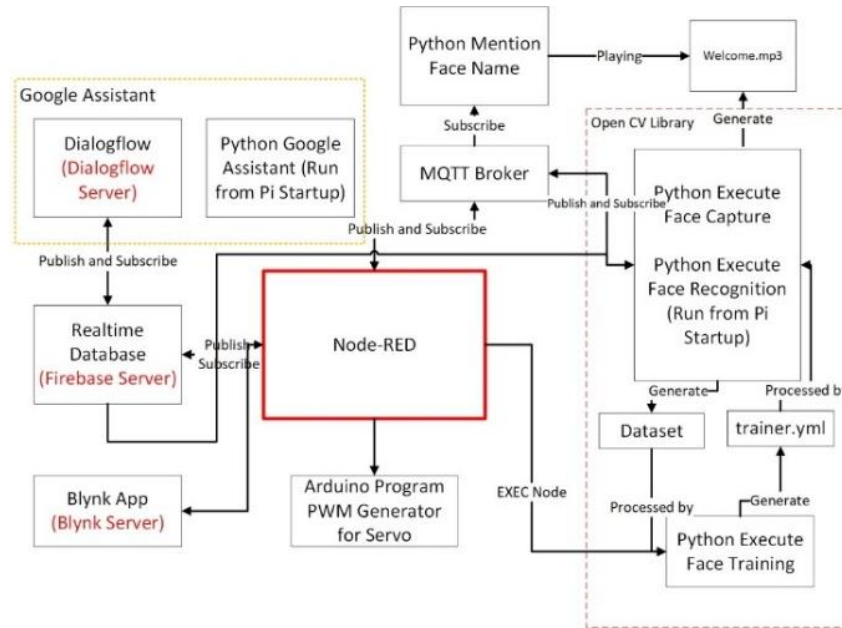 Python Mention
Face Name
Playing
Welcome.mp3
Google Assistant
Dialogflow
(Dialogflow
Server)
Python Google
Assistant (Run
from Pi Startup)
Subscribe
MQTT Broker
Open CV Library
Generate
Python Execute
Face Capture
Publish and Subscribe
Publish and Subscribe
Publish and Subscribe
Python Execute
Face Recognition
(Run from Pi
Startup)
Realtime
Database
(Firebase Server)
Publish
Subscribe
Node-RED
Generate
Processed by
Dataset
trainer.yml
Blynk App
(Blynk Server)
Arduino Program
PWM Generator
for Servo
EXEC Node
Processed by
Generate
Python Execute
Face Training